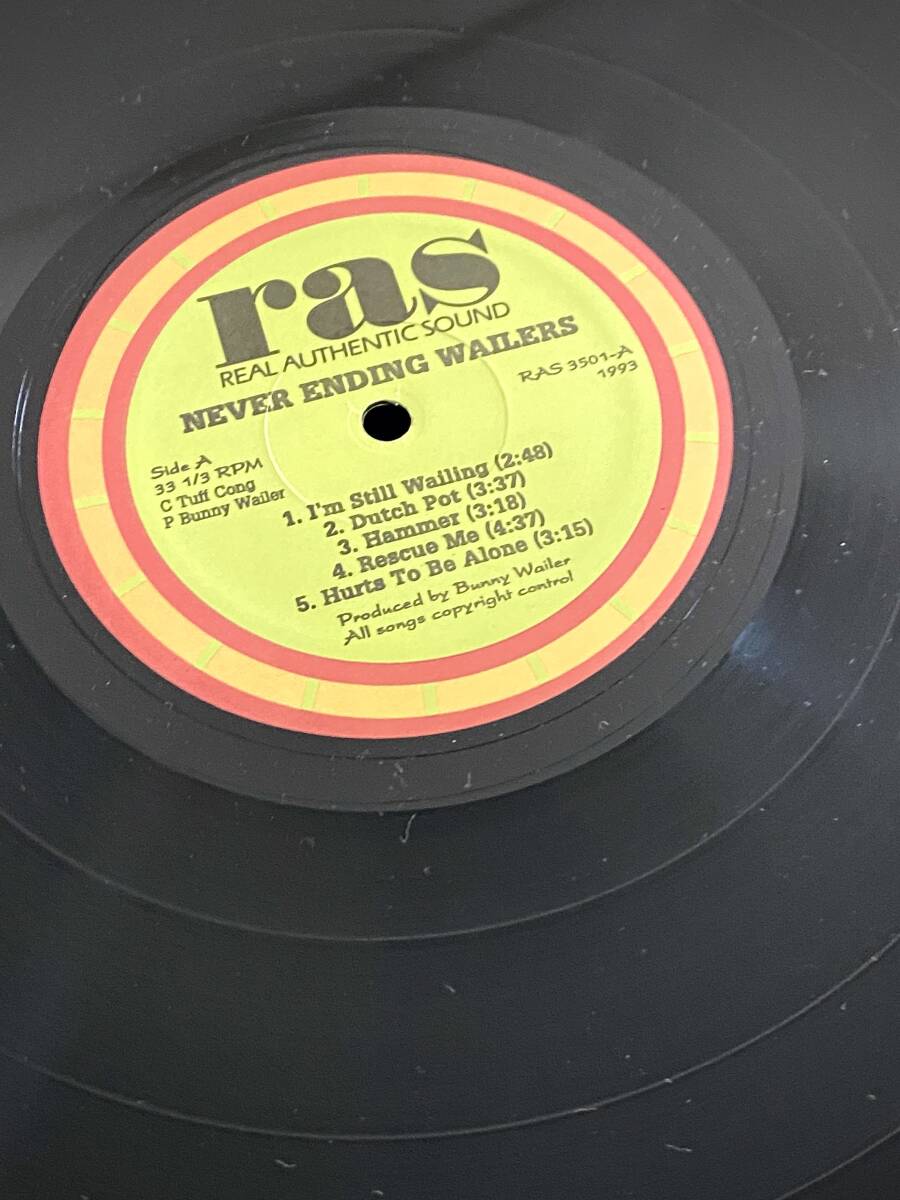 ras
REAL AUTHENTIC SOUND
NEVER ENDING WAILERS
RAS 3501-A
1993
Side A
33 1/3 RPM
C Tuff Cong
P Bunny Wailer
1. I'm Still Wailing (2:48)
2. Dutch Pot (3:37)
3. Hammer (3:18)
4. Rescue Me (4:37)
5. Hurts To Be Alone (3:15)
Produced by Bunny Wailer
All songs copyright control